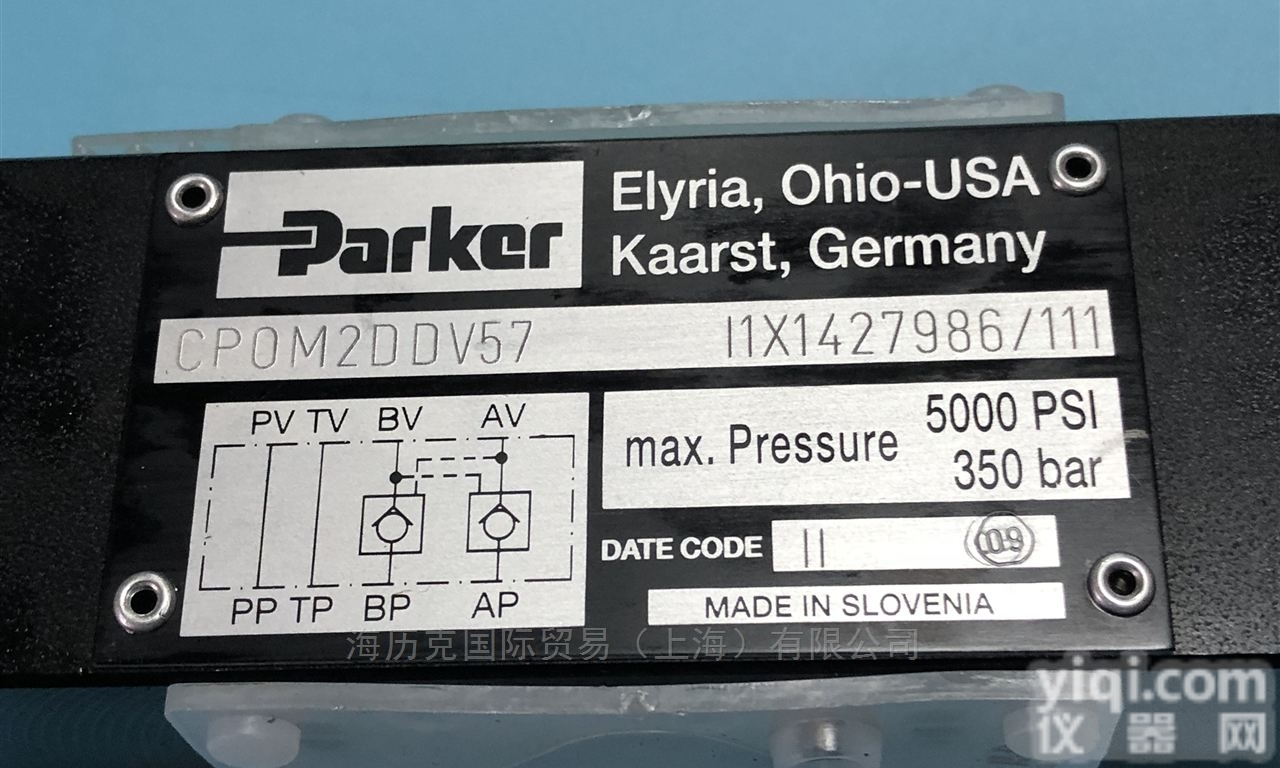 Parker
Elyria, Ohio-USA
Kaarst, Germany
CPOM2DDV57 11X1427986/111
PV TV BV AV
PP TP BP AP
max. Pressure 5000 PSI
350 bar
DATE CODE 11 009
MADE IN SLOVENIA
海历克国际贸易（上海）有限公司
yiqi.com
仪器网